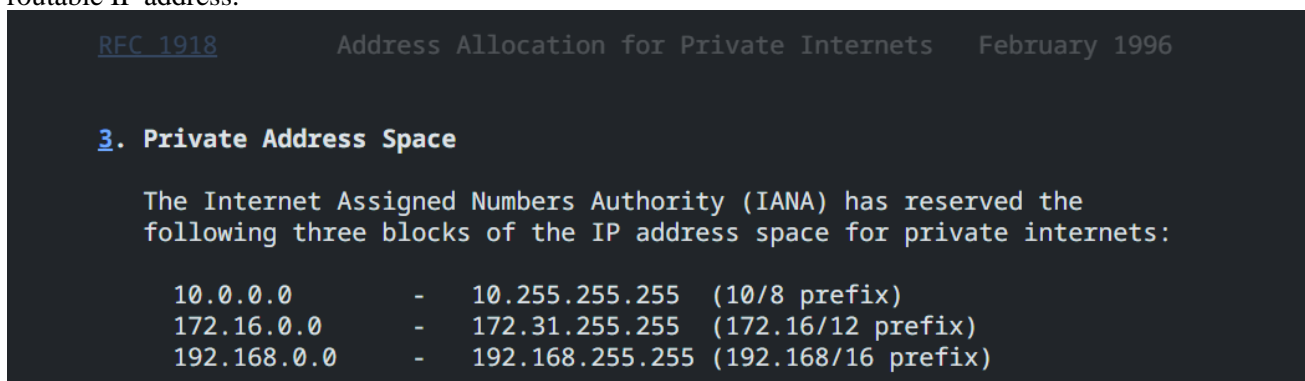 routable IP address.
RFC 1918 Address Allocation for Private Internets February 1996
3. Private Address Space
The Internet Assigned Numbers Authority (IANA) has reserved the
following three blocks of the IP address space for private internets:
10.0.0.0 - 10.255.255.255 (10/8 prefix)
172.16.0.0 - 172.31.255.255 (172.16/12 prefix)
192.168.0.0 - 192.168.255.255 (192.168/16 prefix)